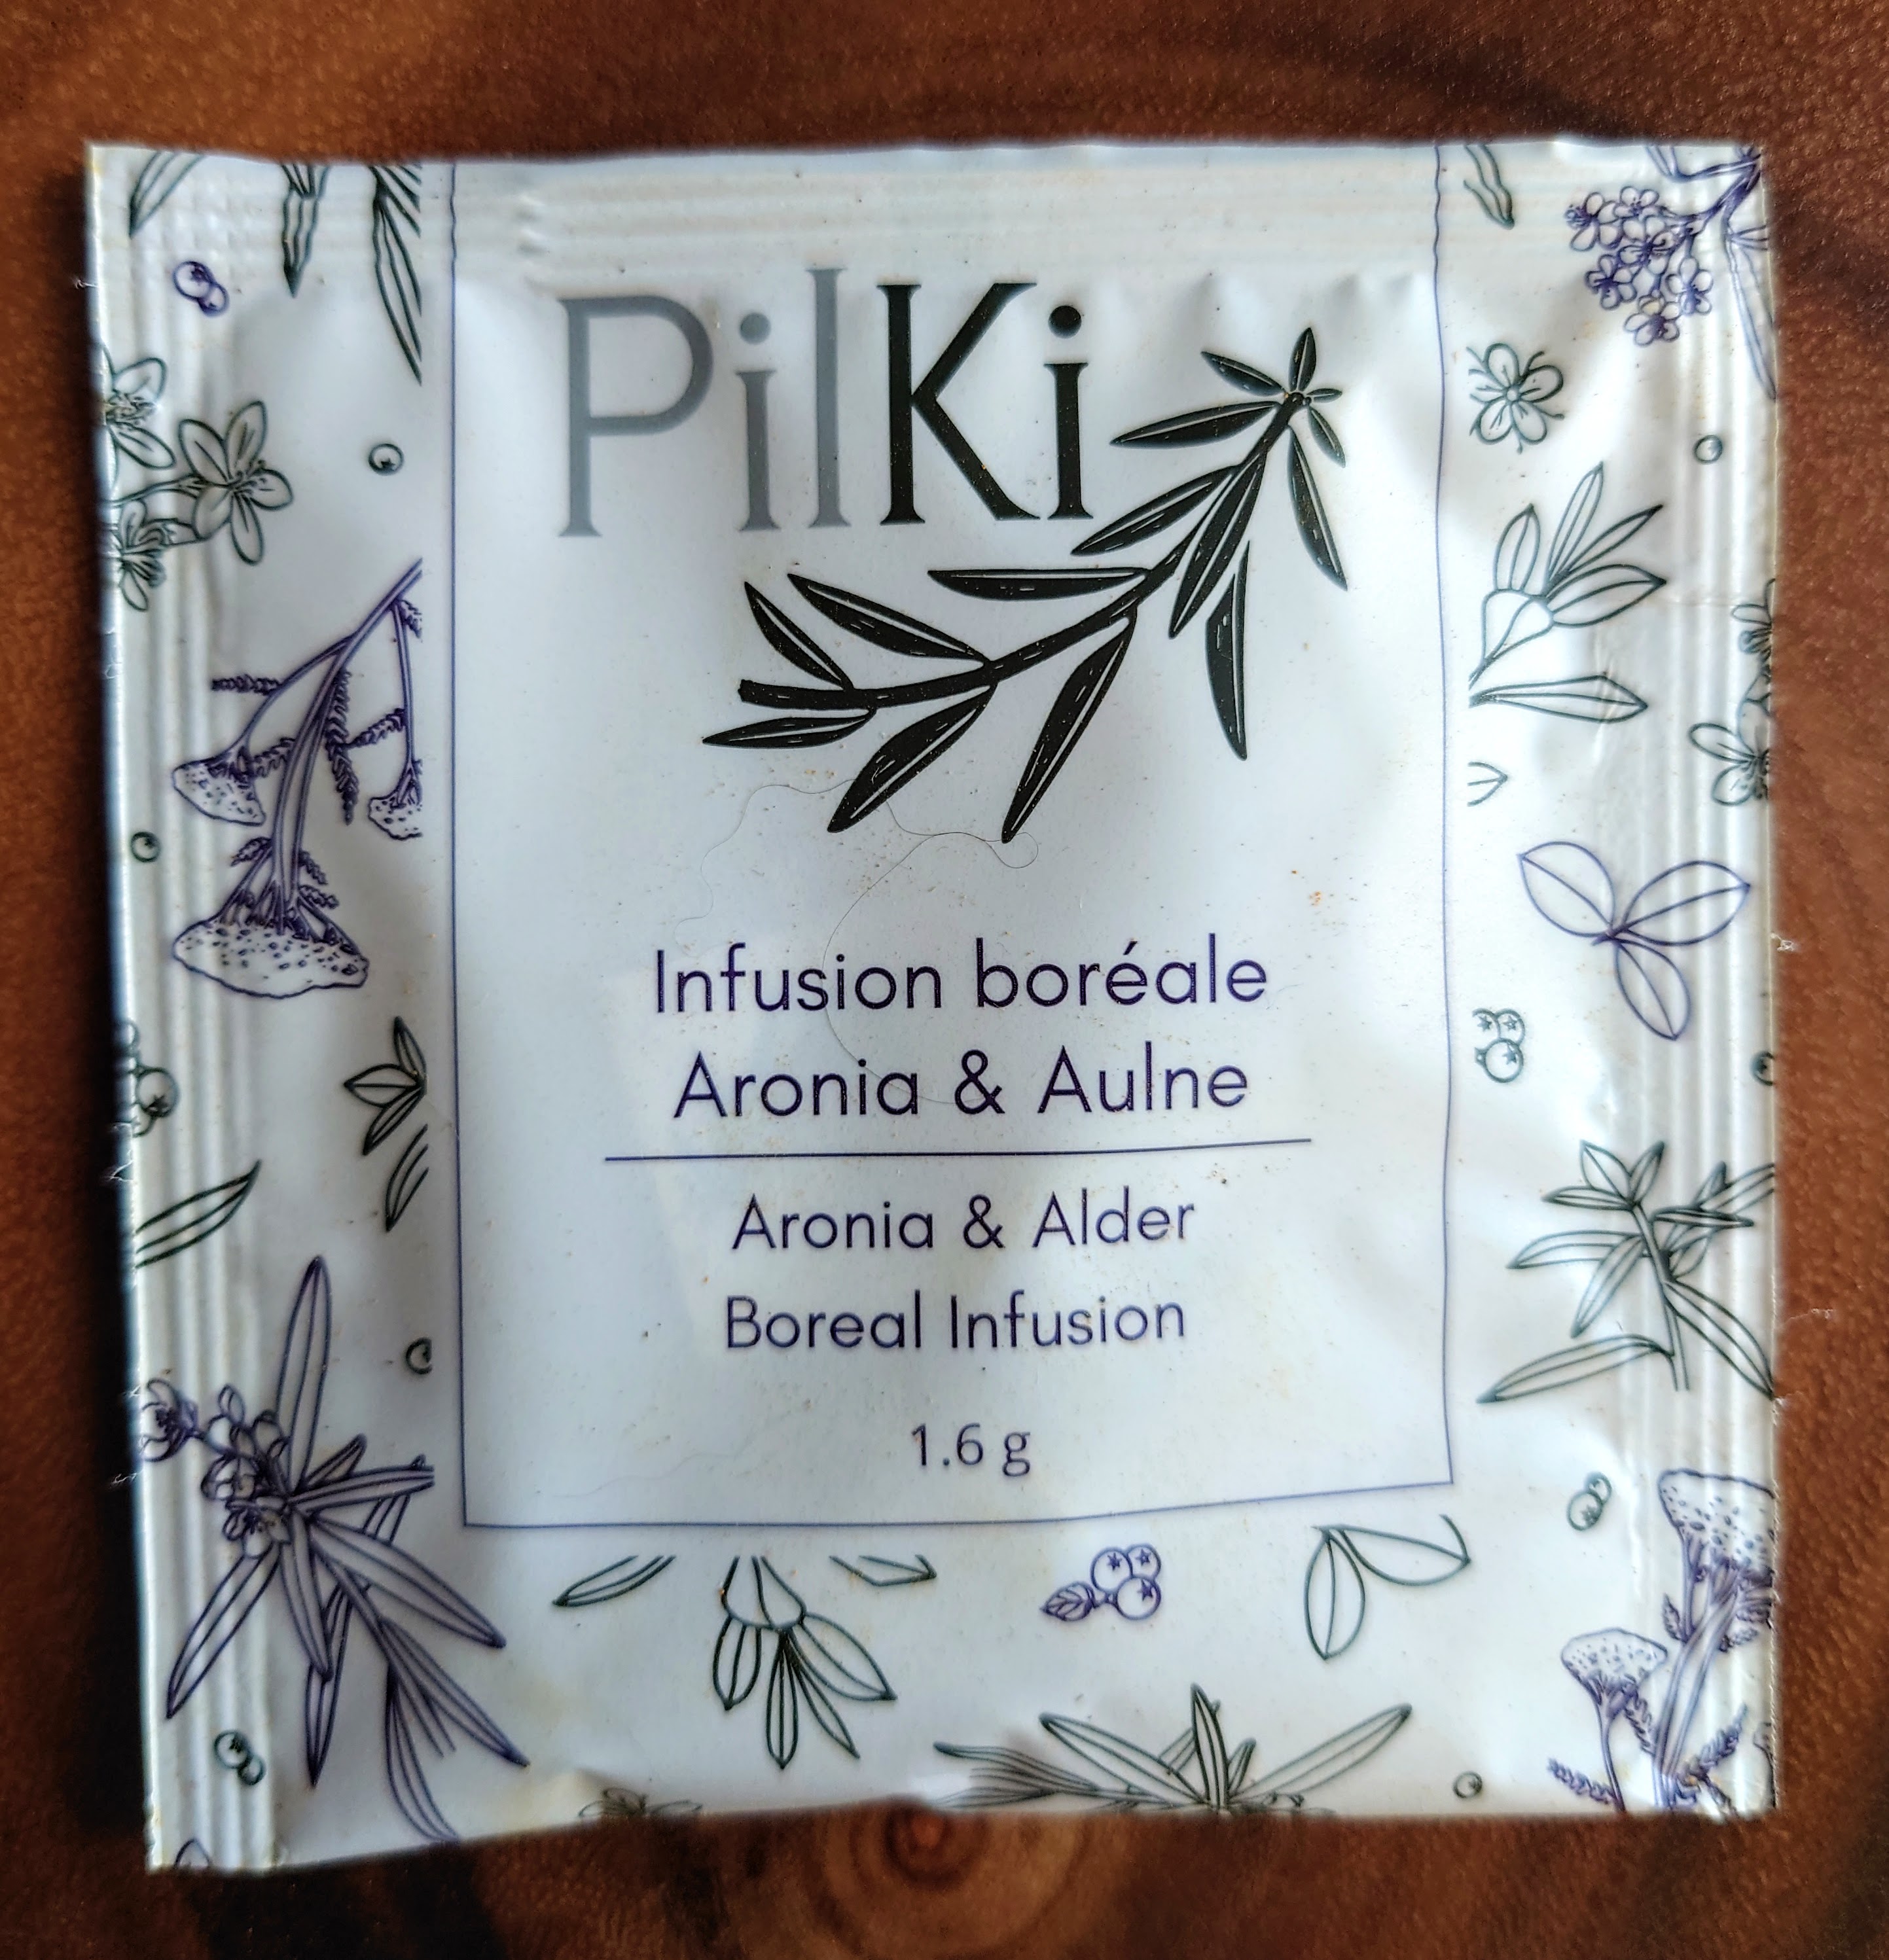 PilKi
Infusion boréale
Aronia & Aulne
Aronia & Alder
Boreal Infusion
1.6 g